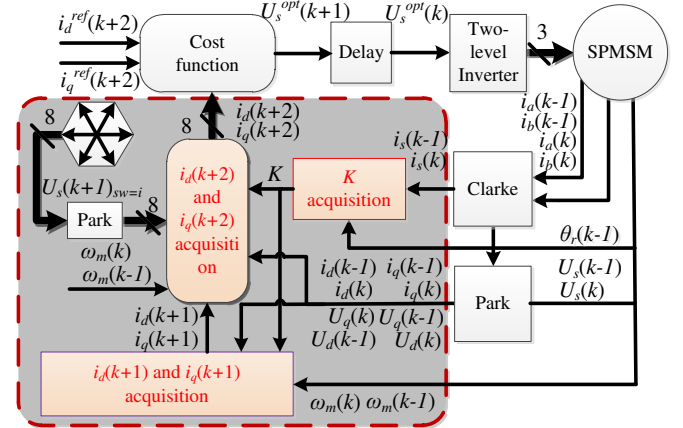 i_d^ref(k+2)
i_q^ref(k+2)
Cost
function
U_s^opt(k+1)
Delay
U_s^opt(k)
Two-
level
Inverter
3
SPMSM
i_a(k-1)
i_b(k-1)
i_a(k)
i_b(k)
8
8
i_d(k+2)
i_q(k+2)
i_s(k-1)
i_s(k)
Clarke
K
K
acquisition
i_d(k+2)
and
i_q(k+2)
acquisiti
on
U_s(k+1)_sw=i
Park
8
ω_m(k)
ω_m(k-1)
θ_r(k-1)
i_d(k-1) i_q(k-1)
i_d(k) i_q(k)
U_q(k) U_q(k-1)
U_d(k-1) U_d(k)
Park
U_s(k-1)
U_s(k)
i_d(k+1)
i_q(k+1)
i_d(k+1) and i_q(k+1)
acquisition
ω_m(k) ω_m(k-1)